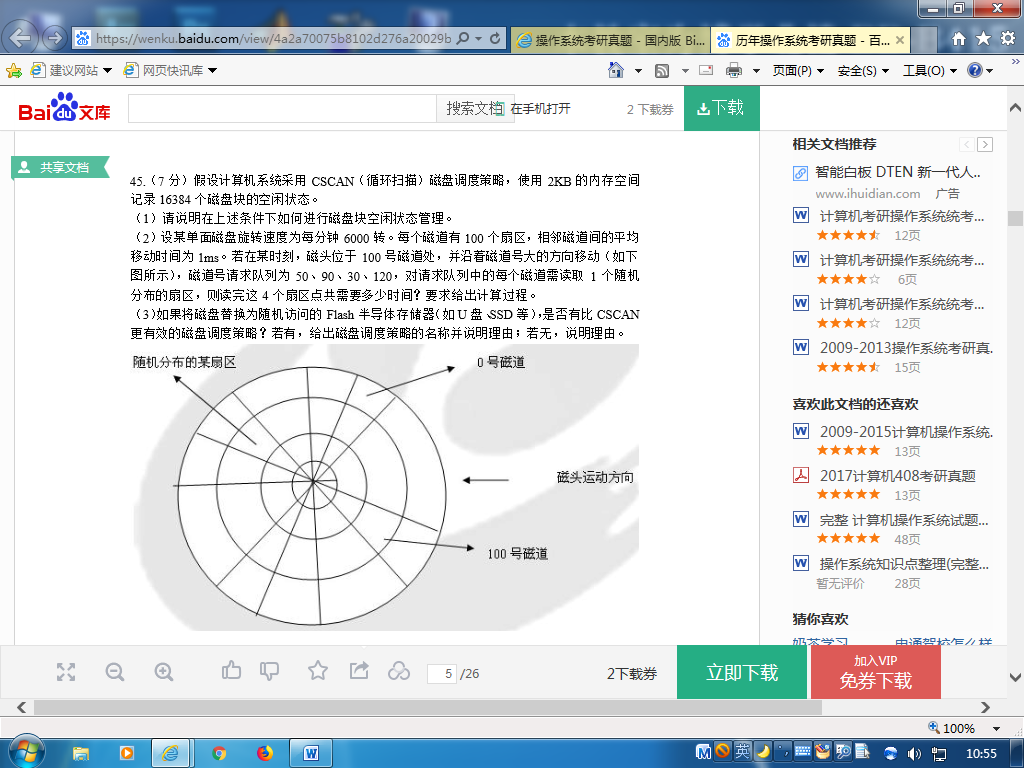 https://wenku.baidu.com/view/4a2a70075b8102d276a20029b
操作系统考研真题 - 国内版 Bi...
历年操作系统考研真题 - 百...
建议网站
网页快讯库
页面(P)
安全(S)
工具(O)
Bai du 文库
搜索文档
在手机打开
2 下载券
下载
共享文档
45.（7 分）假设计算机系统采用 CSCAN（循环扫描）磁盘调度策略，使用 2KB 的内存空间
记录 16384 个磁盘块的空闲状态。
（1）请说明在上述条件下如何进行磁盘块空闲状态管理。
（2）设某单面磁盘旋转速度为每分钟 6000 转。每个磁道有 100 个扇区，相邻磁道间的平均
移动时间为 1ms。若在某时刻，磁头位于 100 号磁道处，并沿着磁道号大的方向移动（如下
图所示），磁道号请求队列为 50、90、30、120，对请求队列中的每个磁道需读取 1 个随机
分布的扇区，则读完这 4 个扇区点共需要多少时间？要求给出计算过程。
（3）如果将磁盘替换为随机访问的 Flash 半导体存储器（如 U 盘、SSD 等），是否有比 CSCAN
更有效的磁盘调度策略？若有，给出磁盘调度策略的名称并说明理由；若无，说明理由。
随机分布的某扇区
0 号磁道
磁头运动方向
100 号磁道
相关文档推荐
智能白板 DTEN 新一代人...
www.ihuidian.com 广告
计算机考研操作系统统考...
12页
计算机考研操作系统统考...
6页
计算机考研操作系统统考...
12页
2009-2013操作系统考研真.
15页
喜欢此文档的还喜欢
2009-2015计算机操作系统.
13页
2017计算机408考研真题
13页
完整 计算机操作系统试题...
48页
操作系统知识点整理(完整...
暂无评价 28页
猜你喜欢
奶茶学习
申通驾校怎么样
5 /26
2下载券
立即下载
加入VIP
免券下载
100%
英
10:55